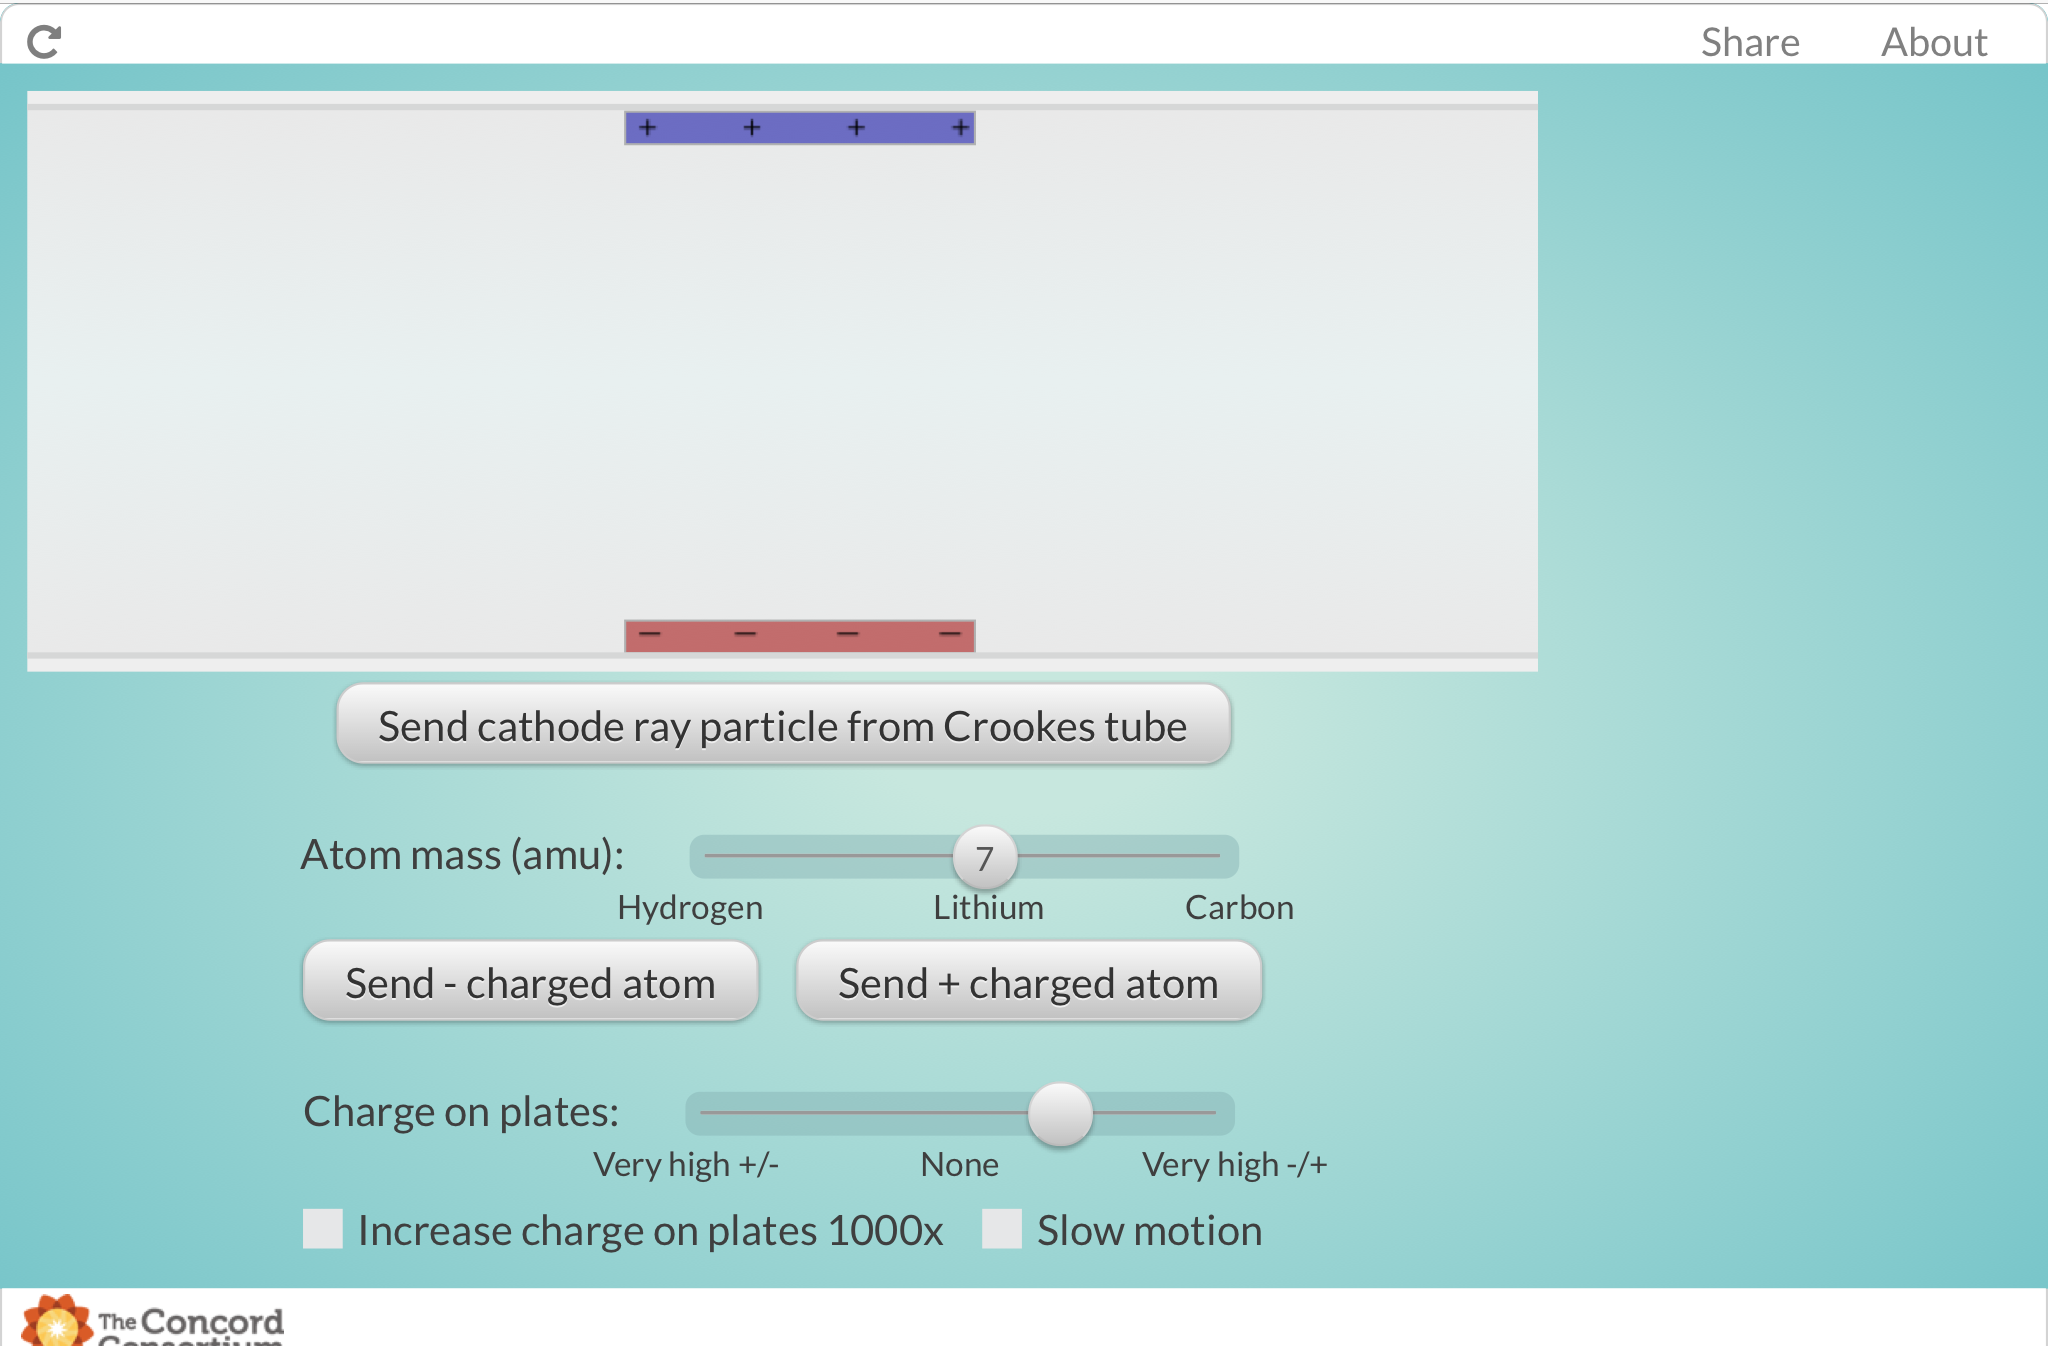 Share About
+ + + +
− − − −
Send cathode ray particle from Crookes tube
Atom mass (amu): 7
Hydrogen Lithium Carbon
Send - charged atom Send + charged atom
Charge on plates:
Very high +/- None Very high -/+
Increase charge on plates 1000x Slow motion
The Concord
Consortium